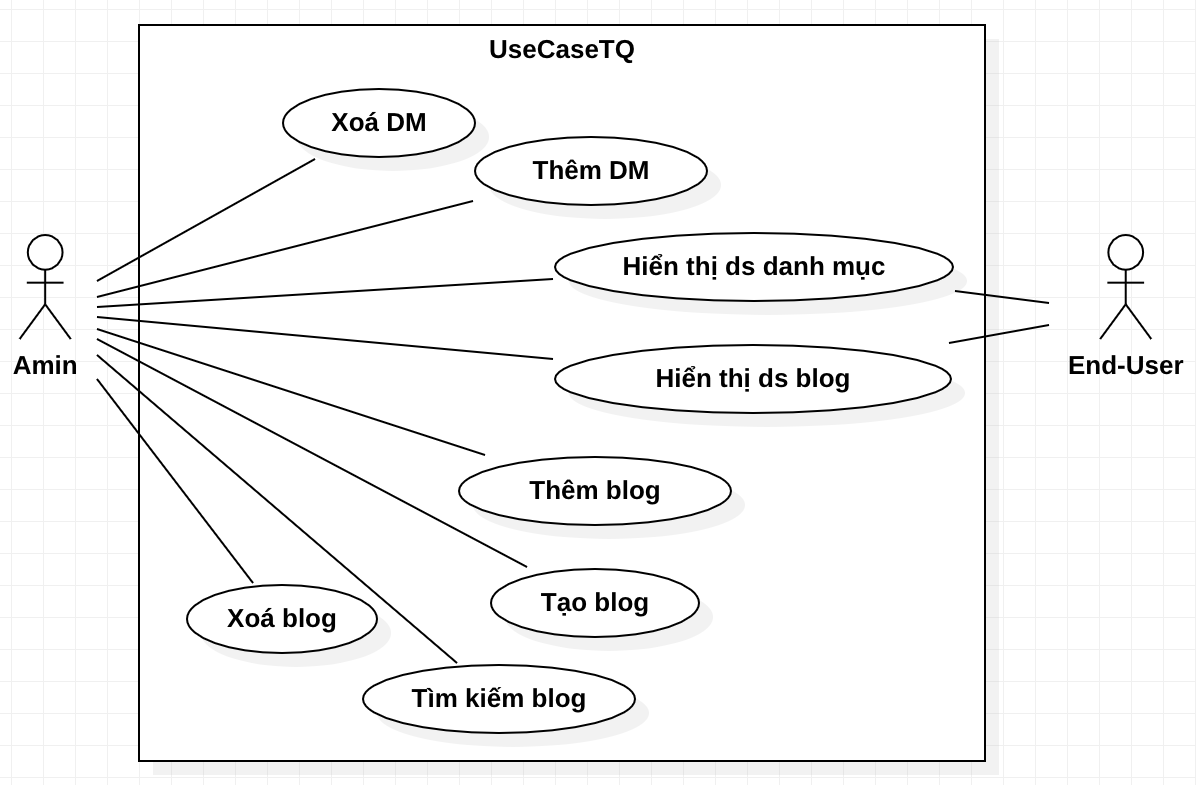 UseCaseTQ
Xoá DM
Thêm DM
Hiển thị ds danh mục
Amin
End-User
Hiển thị ds blog
Thêm blog
Tạo blog
Xoá blog
Tìm kiếm blog